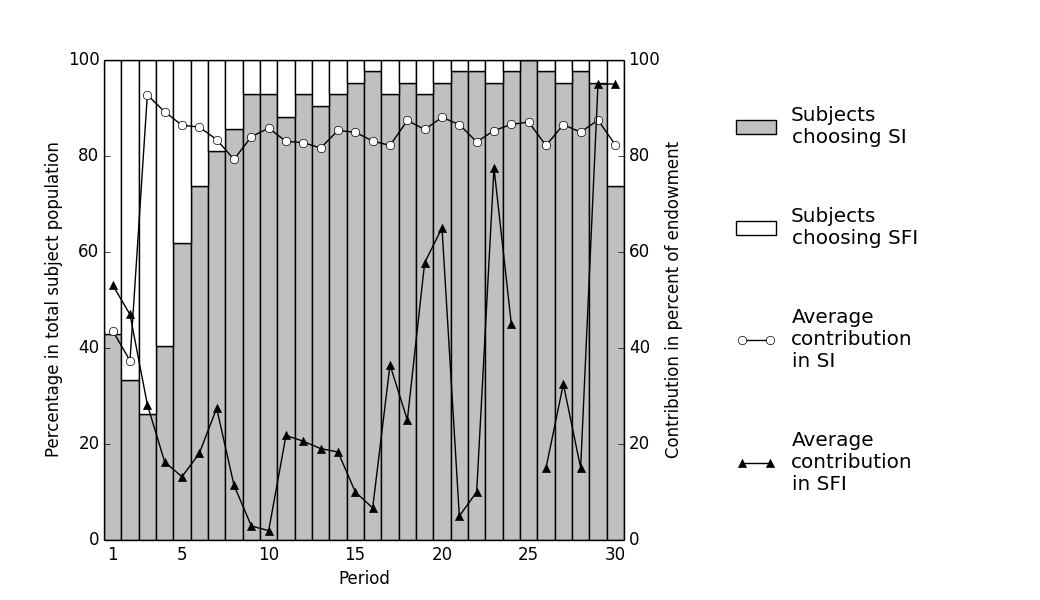 100
80
60
40
20
0
Percentage in total subject population
1 5 10 15 20 25 30
Period
100
80
60
40
20
0
Contribution in percent of endowment
Subjects
choosing SI
Subjects
choosing SFI
Average
contribution
in SI
Average
contribution
in SFI